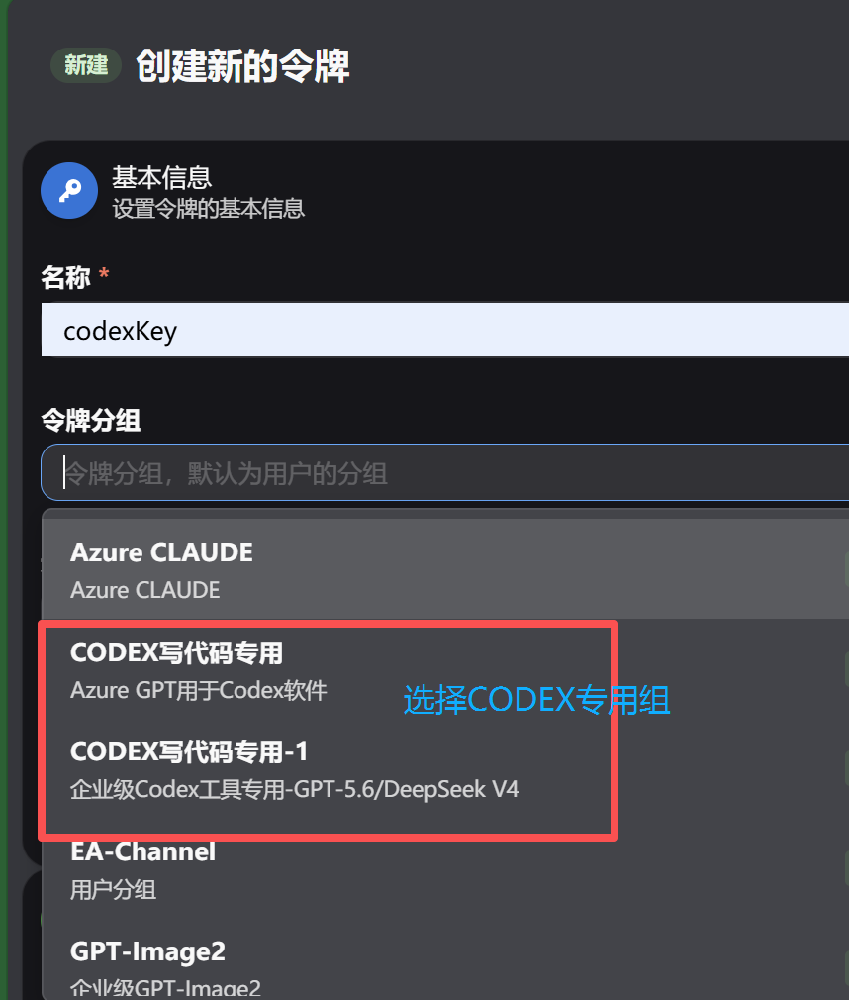 新建 创建新的令牌
基本信息
设置令牌的基本信息
名称 *
codexKey
令牌分组
令牌分组，默认为用户的分组
Azure CLAUDE
Azure CLAUDE
CODEX写代码专用
Azure GPT用于Codex软件
选择CODEX专用组
CODEX写代码专用-1
企业级Codex工具专用-GPT-5.6/DeepSeek V4
EA-Channel
用户分组
GPT-Image2
企业级GPT-Image2